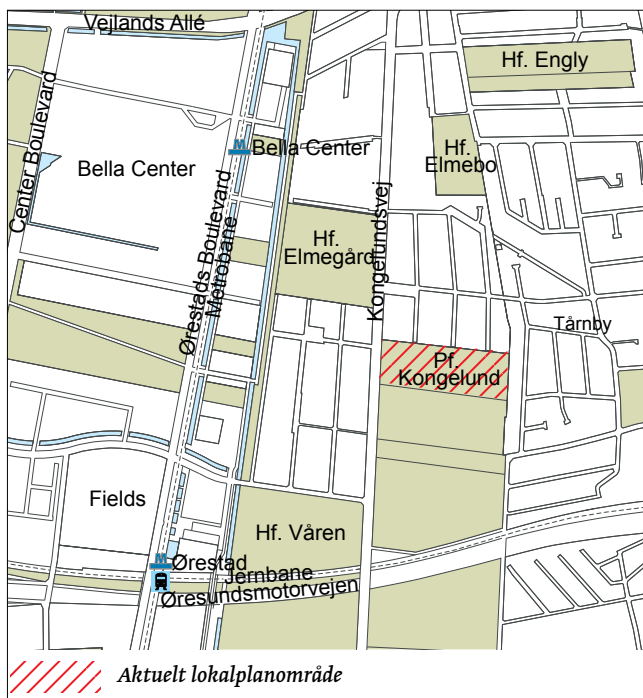 Vejlands Allé
Hf. Engly
Center Boulevard
Bella Center
M Bella Center
Hf.
Elmebo
Ørestads Boulevard
Metrobane
Hf.
Elmegård
Kongelundsvej
Tårnby
Pf.
Kongelund
Fields
Hf. Våren
M Ørestad
Jernbane
Øresundsmotorvejen
Aktuelt lokalplanområde